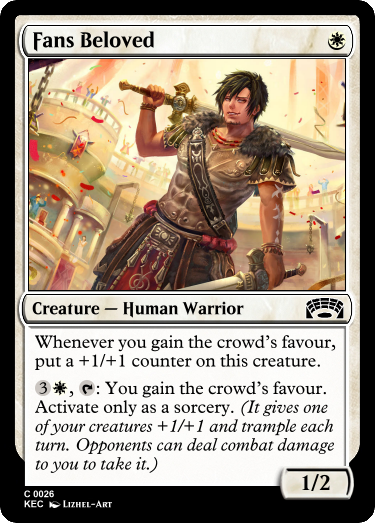 Fans Beloved
Creature — Human Warrior
Whenever you gain the crowd's favour,
put a +1/+1 counter on this creature.
3, : You gain the crowd's favour.
Activate only as a sorcery. (It gives one
of your creatures +1/+1 and trample each
turn. Opponents can deal combat damage
to you to take it.)
1/2
C 0026
KEC Lizhel-Art